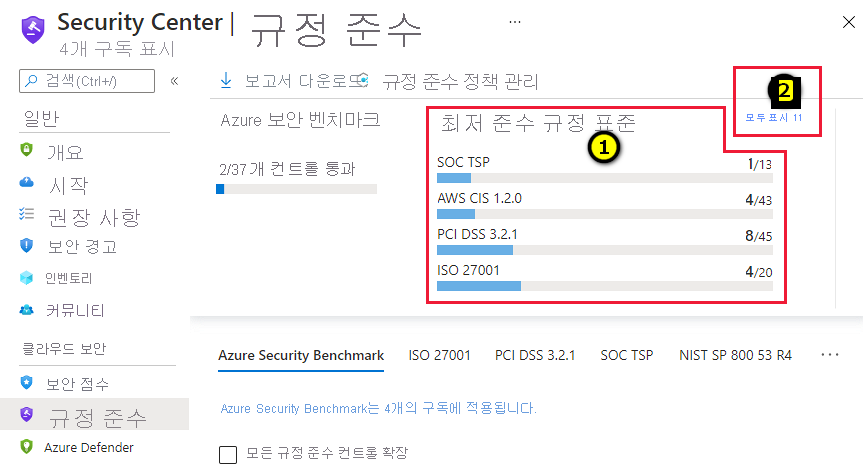 Security Center | 규정 준수 ...
4개 구독 표시
검색(Ctrl+/) «
보고서 다운로드 규정 준수 정책 관리
일반
개요
시작
권장 사항
보안 경고
인벤토리
커뮤니티
클라우드 보안
보안 점수
규정 준수
Azure Defender
Azure 보안 벤치마크
2/37개 컨트롤 통과
최저 준수 규정 표준
1
SOC TSP 1/13
AWS CIS 1.2.0 4/43
PCI DSS 3.2.1 8/45
ISO 27001 4/20
2
모두 표시 11
Azure Security Benchmark ISO 27001 PCI DSS 3.2.1 SOC TSP NIST SP 800 53 R4 ...
Azure Security Benchmark는 4개의 구독에 적용됩니다.
모든 규정 준수 컨트롤 확장